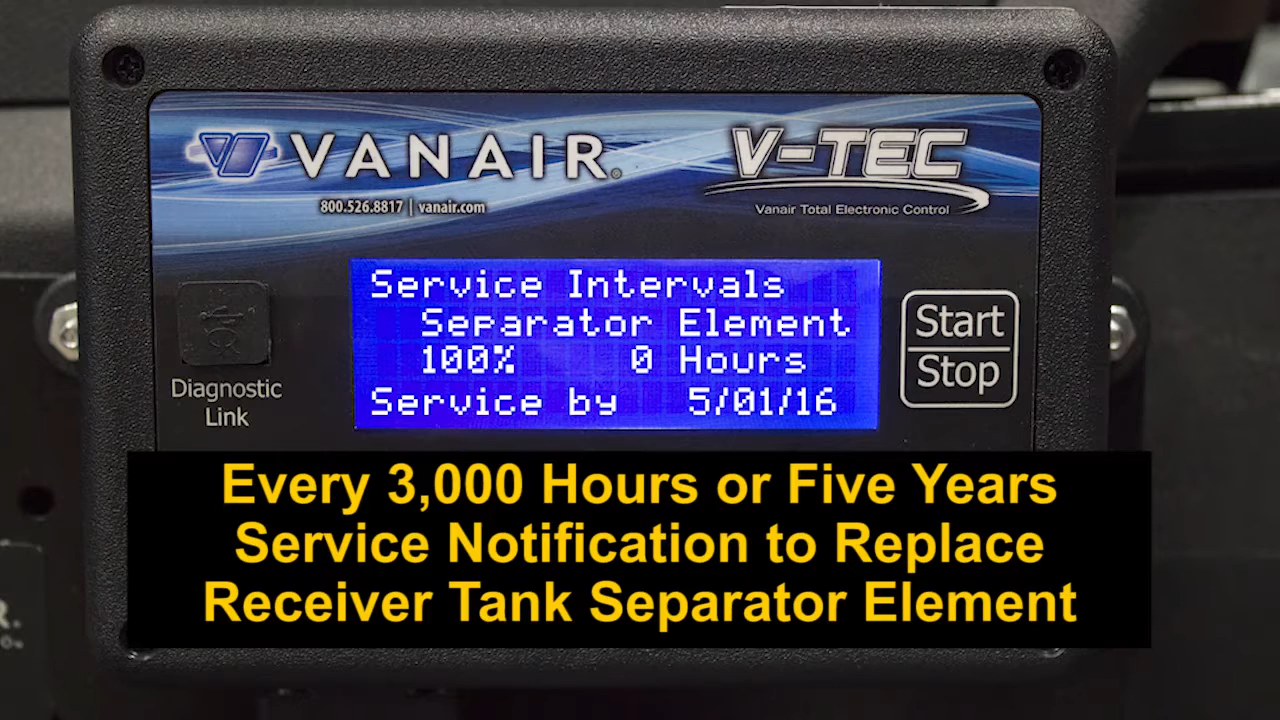 VANAIR®
V-TEC
800.526.8817 | vanair.com
Vanair Total Electronic Control
Service Intervals
Separator Element
100% 0 Hours
Service by 5/01/16
Start
Stop
Diagnostic
Link
Every 3,000 Hours or Five Years
Service Notification to Replace
Receiver Tank Separator Element